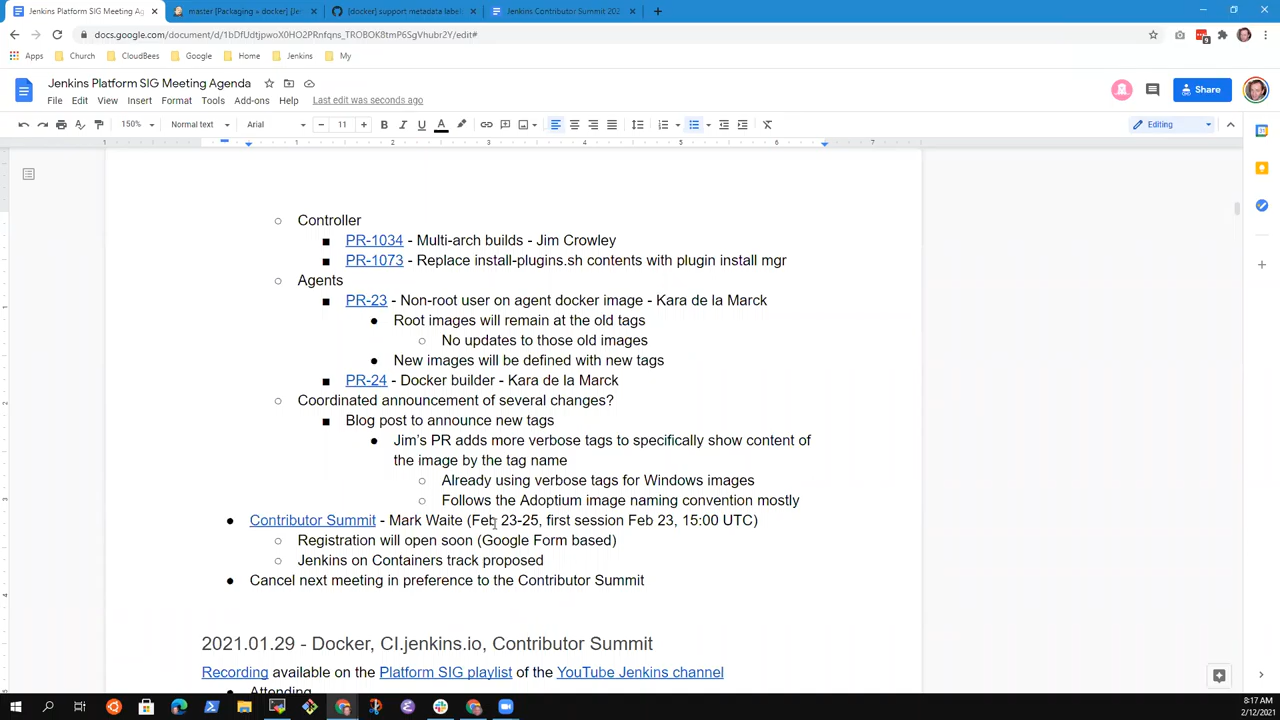 Jenkins Platform SIG Meeting Ag
master [Packaging » docker] [Jen
[docker] support metadata label
Jenkins Contributor Summit 202
docs.google.com/document/d/1bDfUdtjpwoX0HO2PRnfqns_TROBOK8tmP6SgVhubr2Y/edit#
Apps Church CloudBees Google Home Jenkins My
Jenkins Platform SIG Meeting Agenda
File Edit View Insert Format Tools Add-ons Help Last edit was seconds ago
Share
150% Normal text Arial 11 Editing
1 1 2 3 4 5 6 7
○ Controller
■ PR-1034 - Multi-arch builds - Jim Crowley
■ PR-1073 - Replace install-plugins.sh contents with plugin install mgr
○ Agents
■ PR-23 - Non-root user on agent docker image - Kara de la Marck
● Root images will remain at the old tags
○ No updates to those old images
● New images will be defined with new tags
■ PR-24 - Docker builder - Kara de la Marck
○ Coordinated announcement of several changes?
■ Blog post to announce new tags
● Jim's PR adds more verbose tags to specifically show content of
the image by the tag name
○ Already using verbose tags for Windows images
○ Follows the Adoptium image naming convention mostly
● Contributor Summit - Mark Waite (Feb 23-25, first session Feb 23, 15:00 UTC)
○ Registration will open soon (Google Form based)
○ Jenkins on Containers track proposed
● Cancel next meeting in preference to the Contributor Summit
2021.01.29 - Docker, CI.jenkins.io, Contributor Summit
Recording available on the Platform SIG playlist of the YouTube Jenkins channel
● Attending
8:17 AM
2/12/2021